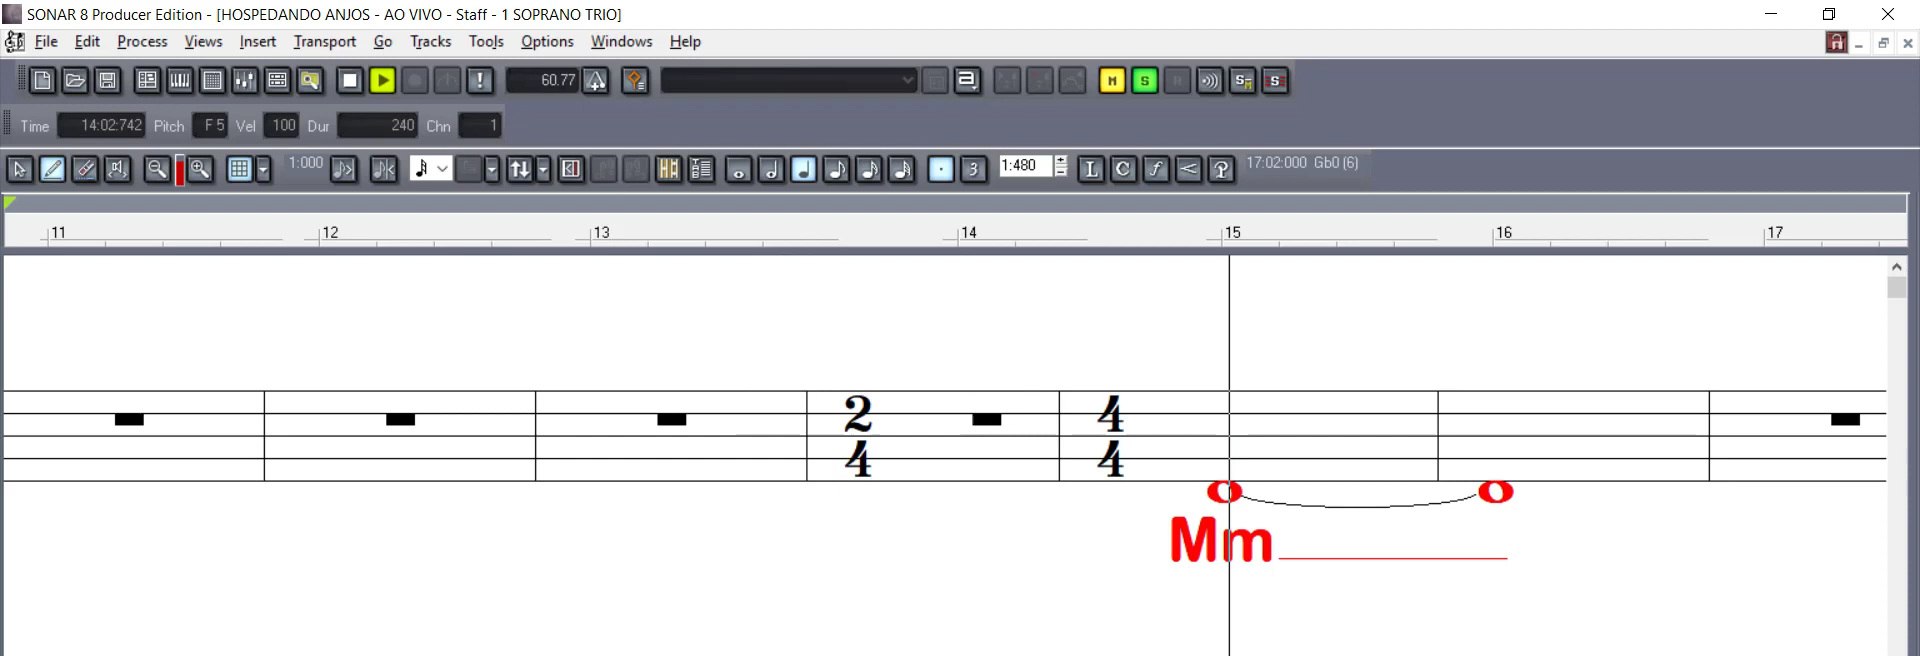 SONAR 8 Producer Edition - [HOSPEDANDO ANJOS - AO VIVO - Staff - 1 SOPRANO TRIO]
File Edit Process Views Insert Transport Go Tracks Tools Options Windows Help
60.77 a M S R S M S
Time 14:02:742 Pitch F 5 Vel 100 Dur 240 Chn 1
1:000 3 1:480 L C f < 17:02:000 Gb0 (6)
11 12 13 14 15 16 17
2 4
4 4
Mm